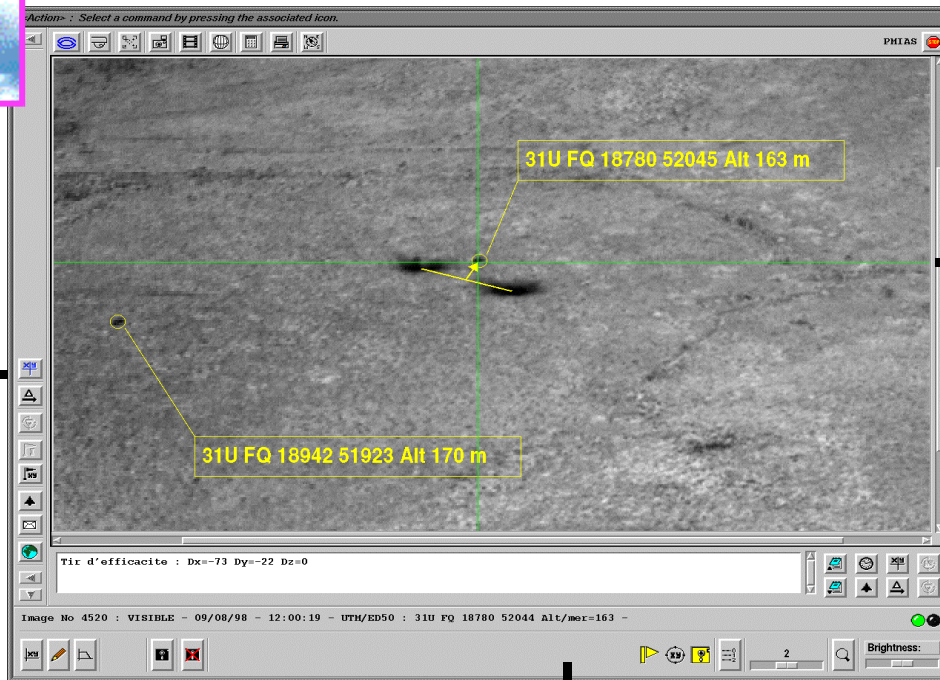 <Action> : Select a command by pressing the associated icon.
PMIAS
STOP
31U FQ 18780 52045 Alt 163 m
31U FQ 18942 51923 Alt 170 m
Tir d'efficacite : Dx=-73 Dy=-22 Dz=0
Image No 4520 : VISIBLE - 09/08/98 - 12:00:19 - UTM/ED50 : 31U FQ 18780 52044 Alt/mer=163 -
2
Brightness: